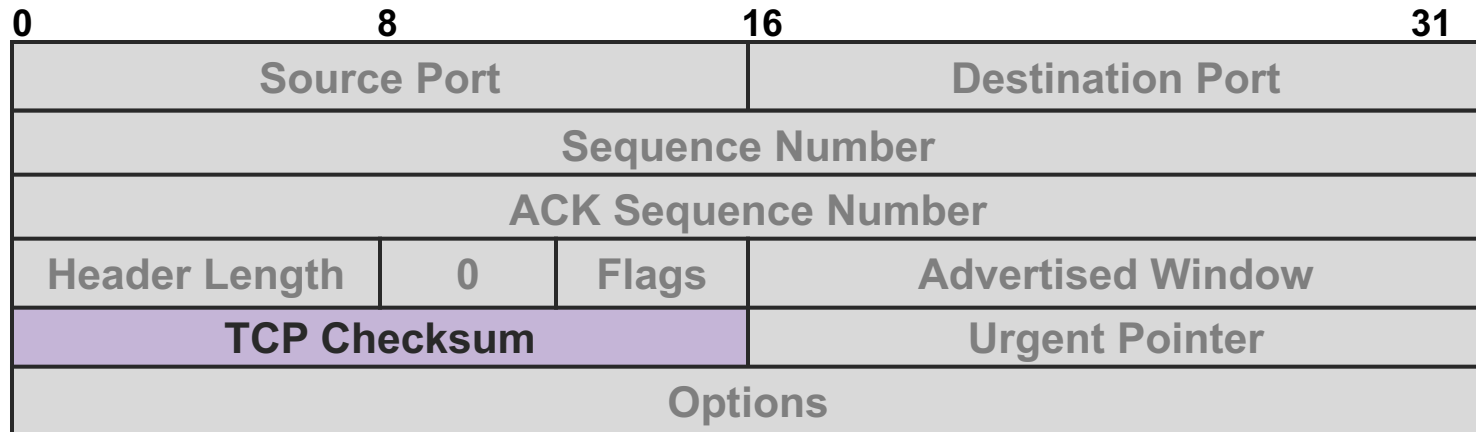 0 8 16 31
Source Port Destination Port
Sequence Number
ACK Sequence Number
Header Length 0 Flags Advertised Window
TCP Checksum Urgent Pointer
Options